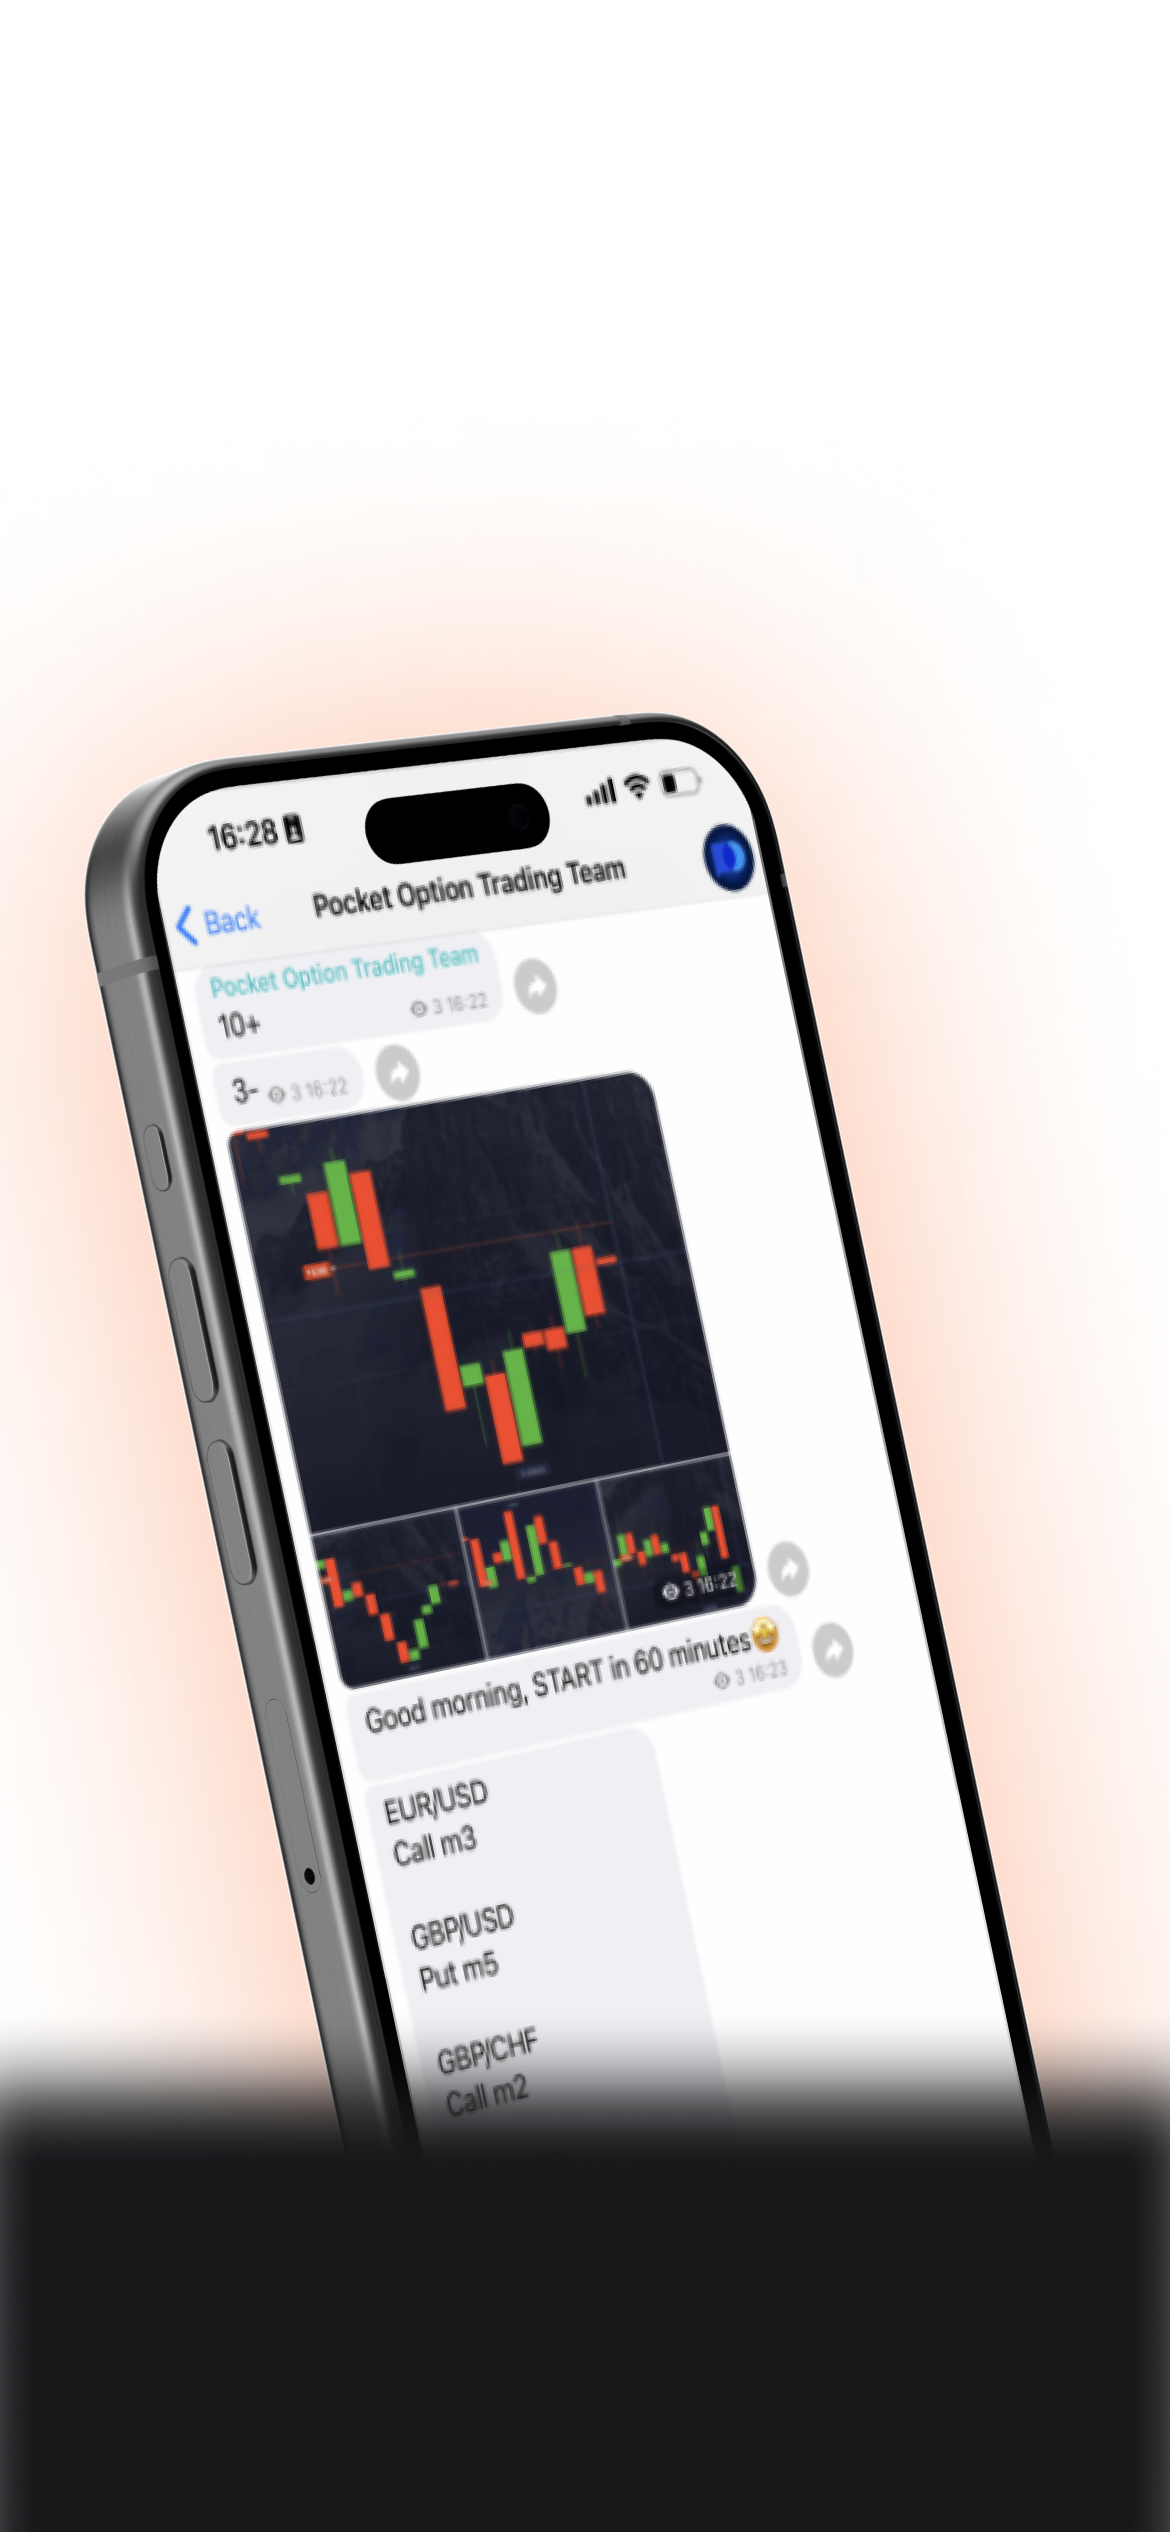 16:28
Back
Pocket Option Trading Team
Pocket Option Trading Team
10+
3 16:22
3-
3 16:22
3 16:22
Good morning, START in 60 minutes🤩
3 16:23
EUR/USD
Call m3
GBP/USD
Put m5
GBP/CHF
Call m2